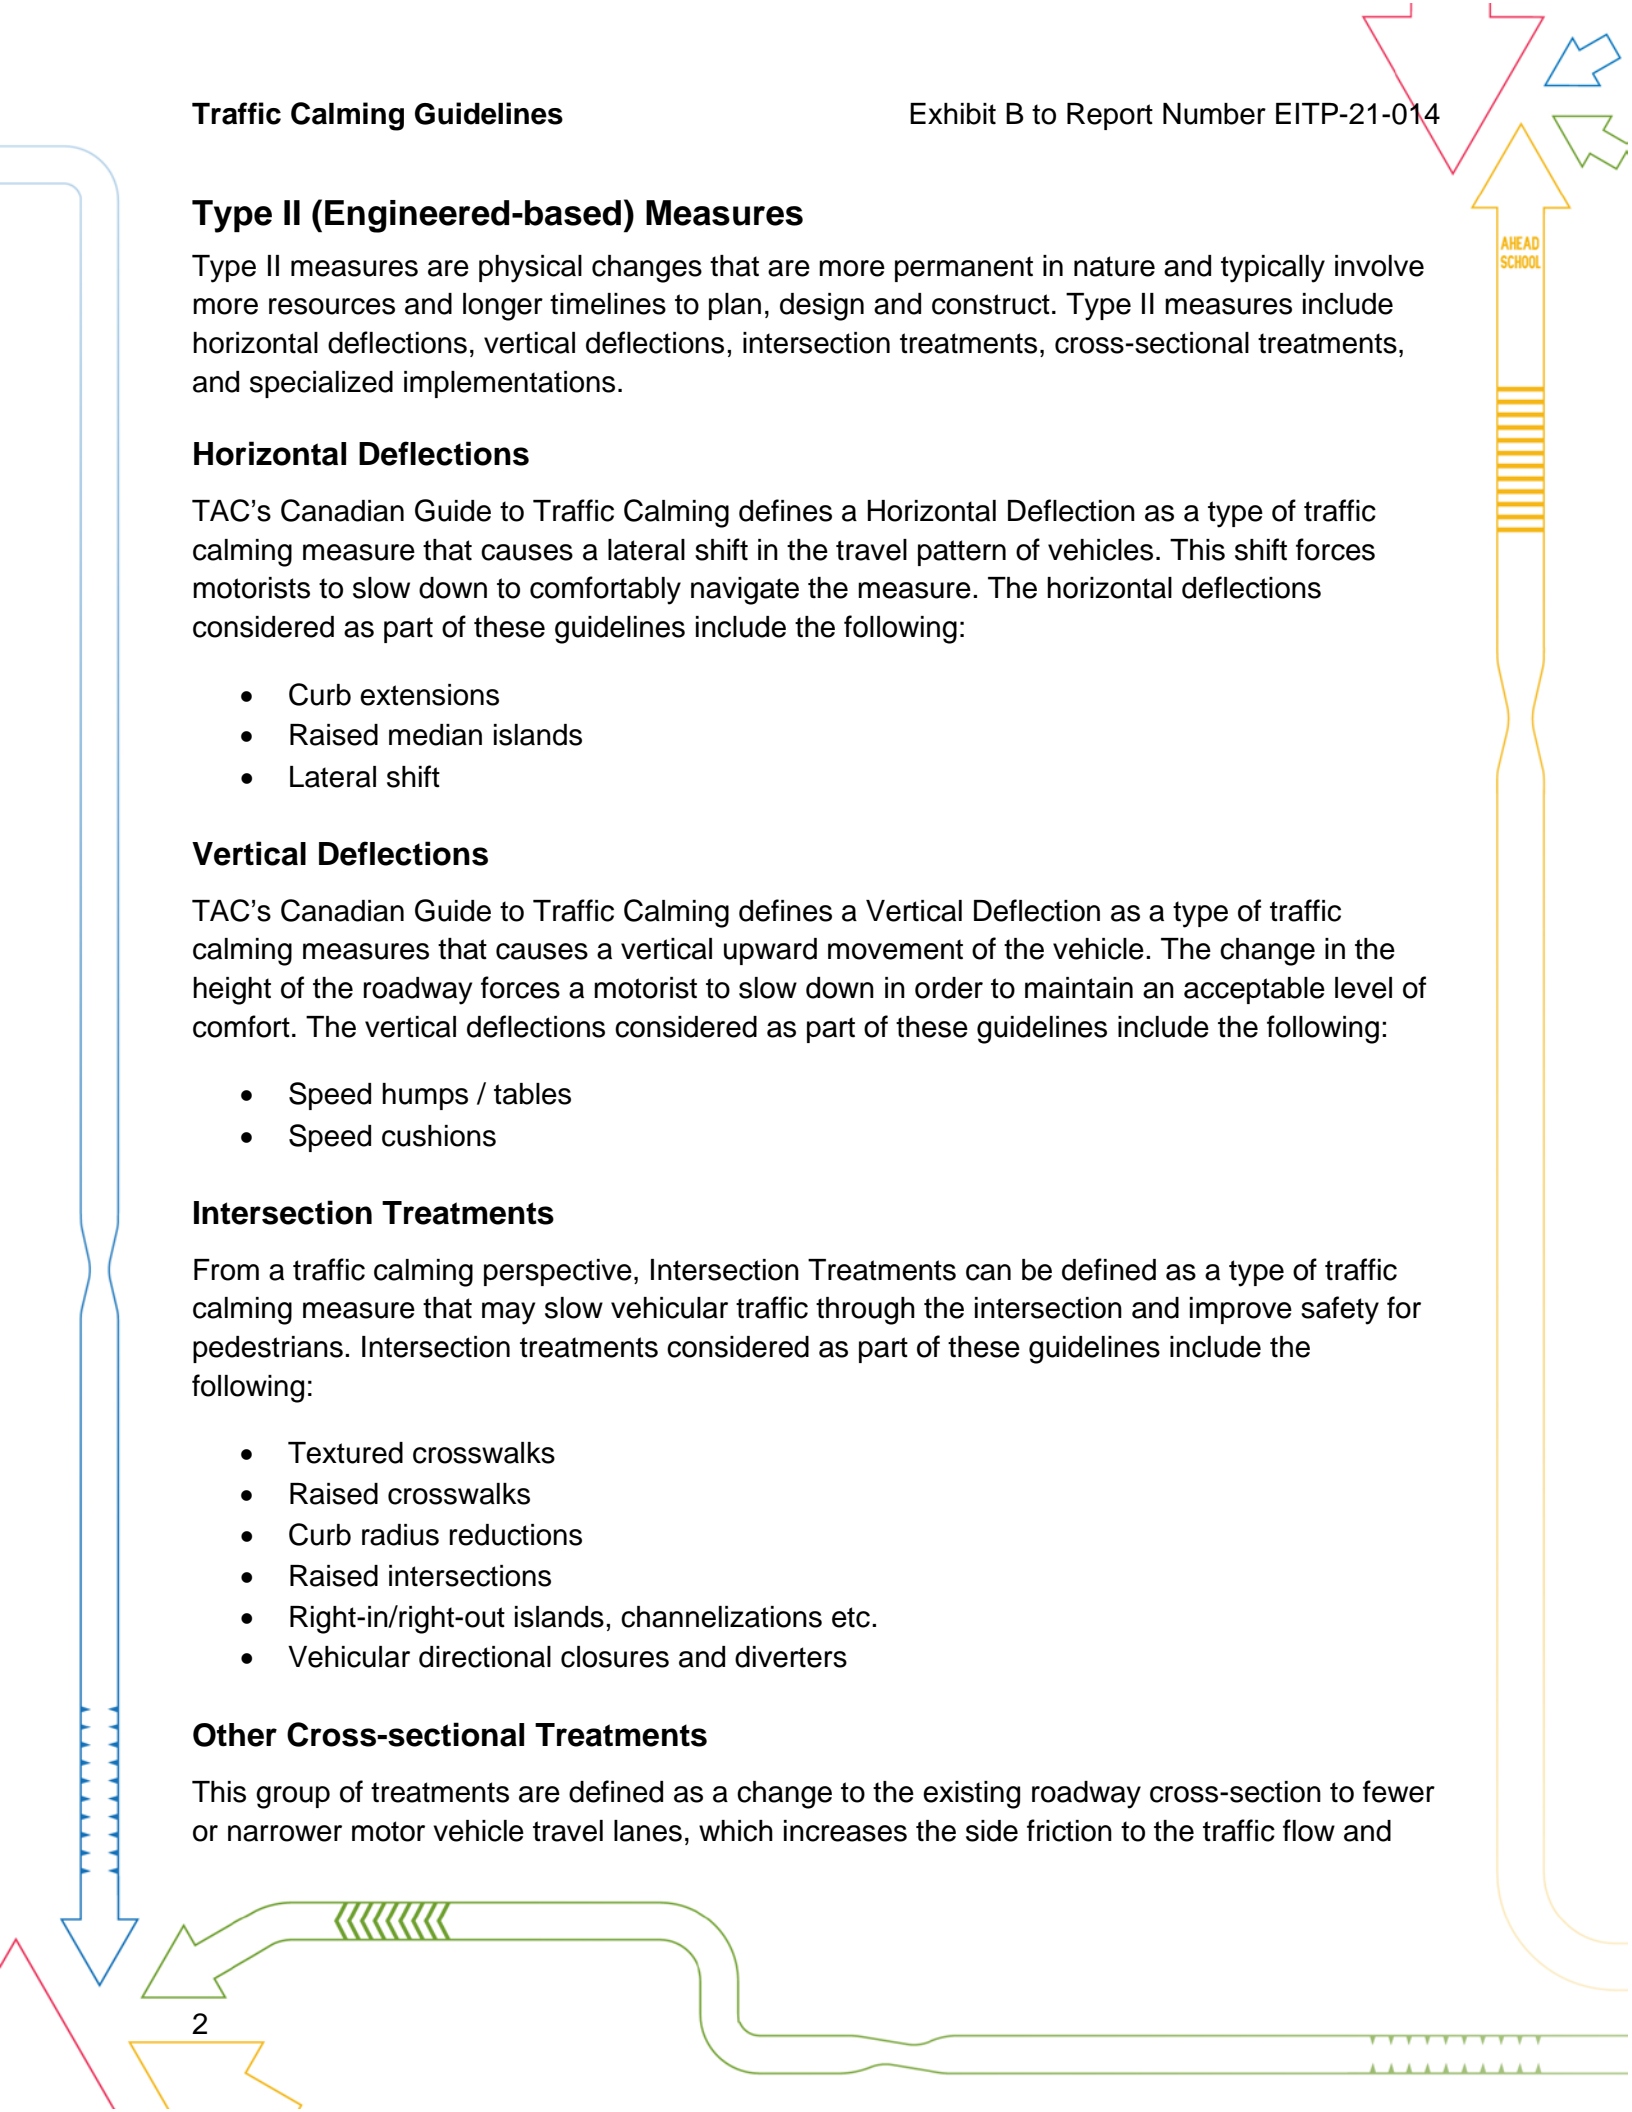 Traffic Calming Guidelines Exhibit B to Report Number EITP-21-014
AHEAD
SCHOOL
Type II (Engineered-based) Measures
Type II measures are physical changes that are more permanent in nature and typically involve
more resources and longer timelines to plan, design and construct. Type II measures include
horizontal deflections, vertical deflections, intersection treatments, cross-sectional treatments,
and specialized implementations.
Horizontal Deflections
TAC’s Canadian Guide to Traffic Calming defines a Horizontal Deflection as a type of traffic
calming measure that causes a lateral shift in the travel pattern of vehicles. This shift forces
motorists to slow down to comfortably navigate the measure. The horizontal deflections
considered as part of these guidelines include the following:
• Curb extensions
• Raised median islands
• Lateral shift
Vertical Deflections
TAC’s Canadian Guide to Traffic Calming defines a Vertical Deflection as a type of traffic
calming measures that causes a vertical upward movement of the vehicle. The change in the
height of the roadway forces a motorist to slow down in order to maintain an acceptable level of
comfort. The vertical deflections considered as part of these guidelines include the following:
• Speed humps / tables
• Speed cushions
Intersection Treatments
From a traffic calming perspective, Intersection Treatments can be defined as a type of traffic
calming measure that may slow vehicular traffic through the intersection and improve safety for
pedestrians. Intersection treatments considered as part of these guidelines include the
following:
• Textured crosswalks
• Raised crosswalks
• Curb radius reductions
• Raised intersections
• Right-in/right-out islands, channelizations etc.
• Vehicular directional closures and diverters
Other Cross-sectional Treatments
This group of treatments are defined as a change to the existing roadway cross-section to fewer
or narrower motor vehicle travel lanes, which increases the side friction to the traffic flow and
2